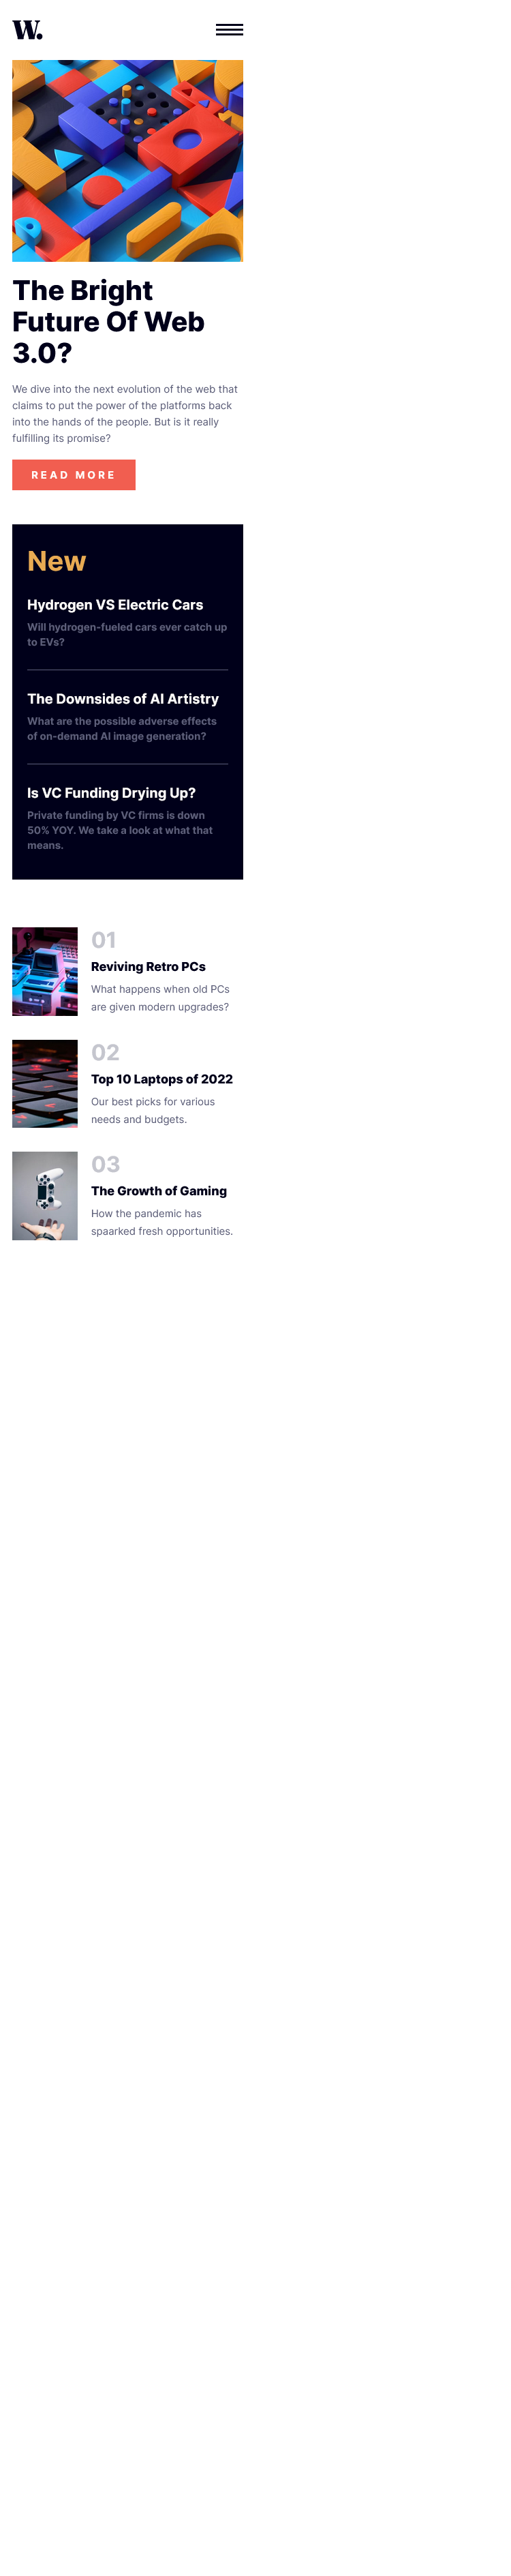 W.
The Bright
Future Of Web
3.0?
We dive into the next evolution of the web that
claims to put the power of the platforms back
into the hands of the people. But is it really
fulfilling its promise?
READ MORE
New
Hydrogen VS Electric Cars
Will hydrogen-fueled cars ever catch up
to EVs?
The Downsides of AI Artistry
What are the possible adverse effects
of on-demand AI image generation?
Is VC Funding Drying Up?
Private funding by VC firms is down
50% YOY. We take a look at what that
means.
01
Reviving Retro PCs
What happens when old PCs
are given modern upgrades?
02
Top 10 Laptops of 2022
Our best picks for various
needs and budgets.
03
The Growth of Gaming
How the pandemic has
spaarked fresh opportunities.